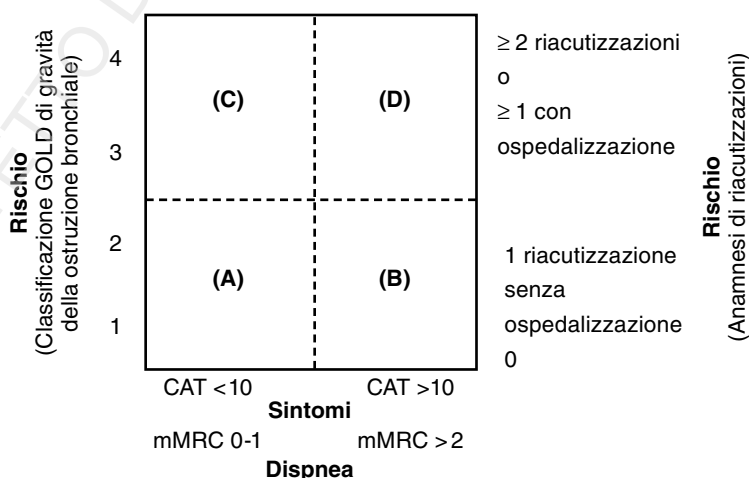 Rischio
(Classificazione GOLD di gravità
della ostruzione bronchiale)
4
3
2
1
(C)
(D)
(A)
(B)
≥ 2 riacutizzazioni
o
≥ 1 con
ospedalizzazione
1 riacutizzazione
senza
ospedalizzazione
0
Rischio
(Anamnesi di riacutizzazioni)
CAT <10
CAT >10
Sintomi
mMRC 0-1
mMRC >2
Dispnea